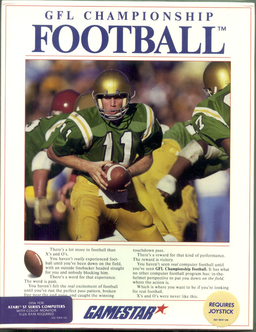 GFL CHAMPIONSHIP
FOOTBALL™
11
There's a lot more to football than
X's and O's.
You haven't really experienced foot-
ball until you've been down on the field,
with an outside linebacker headed straight
for you and nobody blocking him.
There's a word for that experience.
The word is pain.
You haven't felt the real excitement of football
until you've run the perfect pass pattern, broken
caught the winning
touchdown pass.
There's a reward for that kind of performance.
The reward is victory.
You haven't seen real computer football until
you've seen GFL Championship Football. It has what
no other computer football program has: in-the-
helmet perspective to put you down on the field
where the action is.
Which is where you want to be if you're looking
for real football.
X's and O's were never like this.
ATARI ST SERIES COMPUTERS
WITH COLOR MONITOR
GAMESTAR
REQUIRES
JOYSTICK